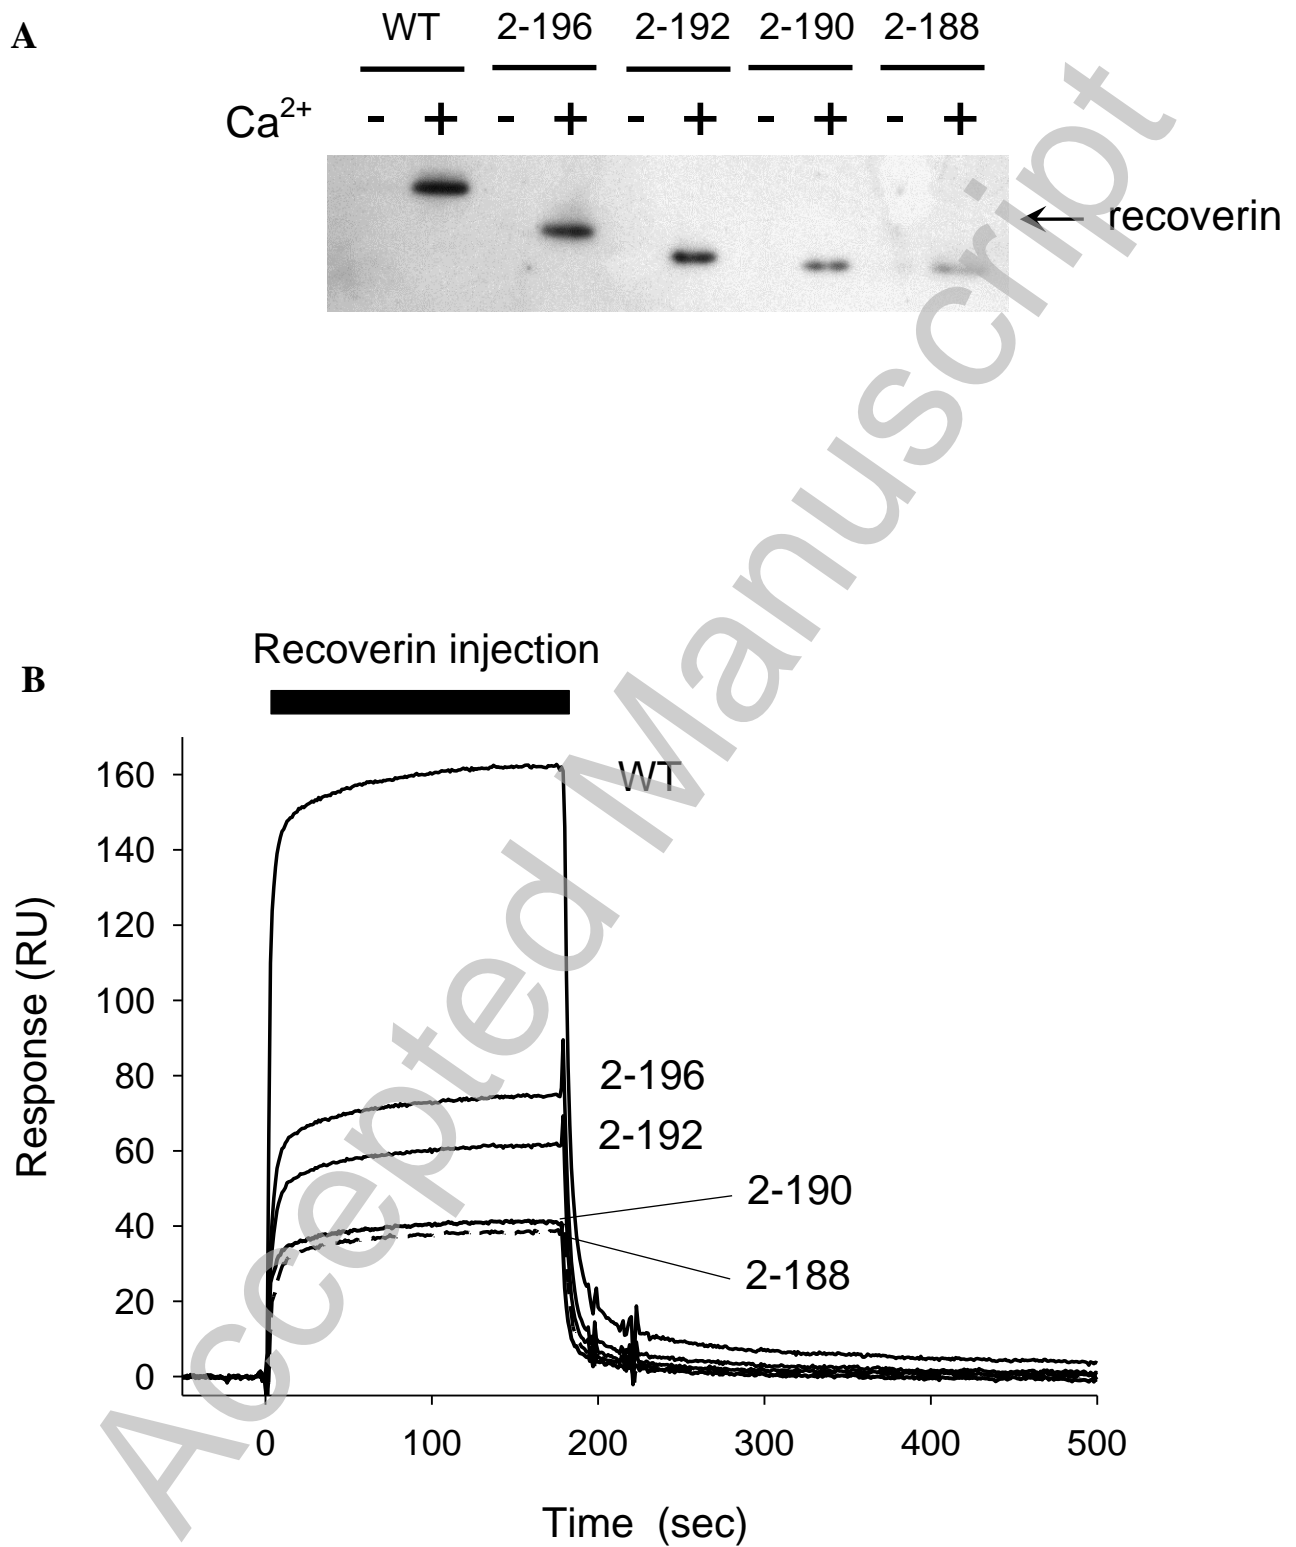 A
WT 2-196 2-192 2-190 2-188
Ca2+ - + - + - + - + - +
recoverin
B
Recoverin injection
WT
2-196
2-192
2-190
2-188
160
140
120
100
80
60
40
20
0
Response (RU)
0 100 200 300 400 500
Time (sec)
Accepted Manuscript